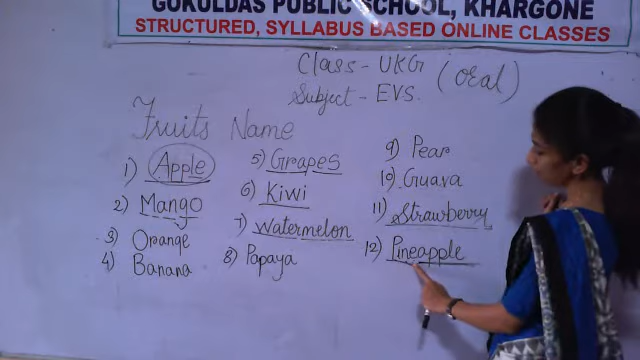 GOKULDAS PUBLIC SCHOOL, KHARGONE
STRUCTURED, SYLLABUS BASED ONLINE CLASSES
Class - UKG (oral)
Subject - EVS.
Fruits Name
1) Apple
2) Mango
3) Orange
4) Banana
5) Grapes
6) Kiwi
7) Watermelon
8) Papaya
9) Pear
10) Guava
11) Strawberry
12) Pineapple